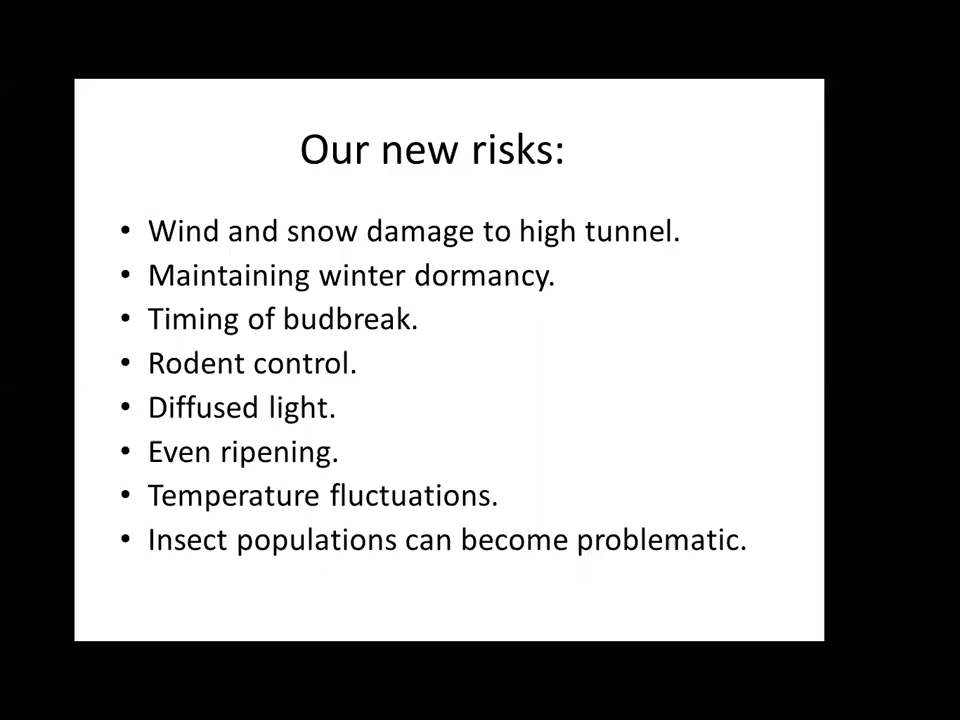 Our new risks:
• Wind and snow damage to high tunnel.
• Maintaining winter dormancy.
• Timing of budbreak.
• Rodent control.
• Diffused light.
• Even ripening.
• Temperature fluctuations.
• Insect populations can become problematic.